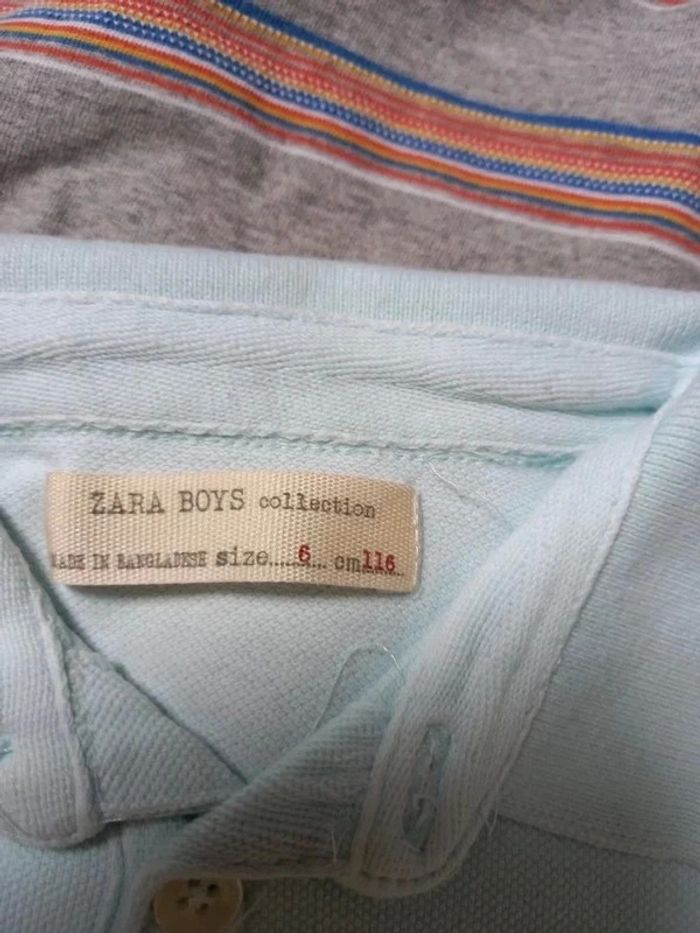 ZARA BOYS collection
MADE IN BANGLADESH size......6... cm116...